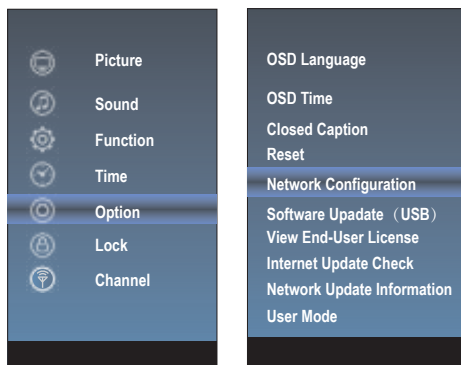 Picture
Sound
Function
Time
Option
Lock
Channel
OSD Language
OSD Time
Closed Caption
Reset
Network Configuration
Software Upadate（USB）
View End-User License
Internet Update Check
Network Update Information
User Mode